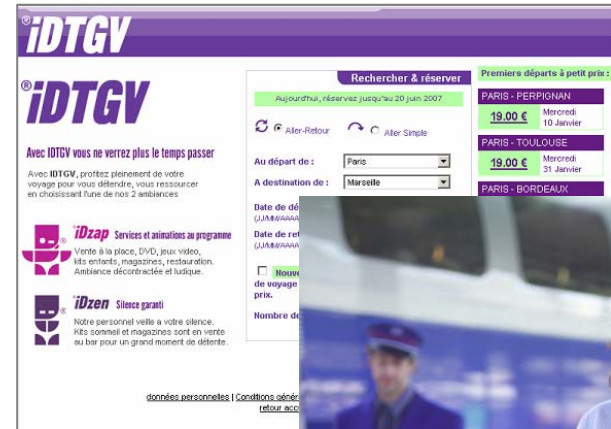 ®iDTGV
®iDTGV
Avec IDTGV vous ne verrez plus le temps passer
Avec IDTGV, profitez pleinement de votre
voyage pour vous détendre, vous ressourcer
en choisissant l'une de nos 2 ambiances
®iDzap Services et animations au programme
Vente à la place, DVD, jeux video,
kits enfants, magazines, restauration.
Ambiance décontractée et ludique.
®iDzen Silence garanti
Notre personnel veille a votre silence.
Kits sommeil et magazines sont en vente
au bar pour un grand moment de détente.
Rechercher & réserver
Aujourd'hui, réservez jusqu'au 20 juin 2007
Aller-Retour
Aller Simple
Au départ de :
Paris
A destination de :
Marseille
Date de dé
(JJ/MM/AAAA
Date de ret
(JJ/MM/AAAA
Nouve
de voyage
prix.
Nombre de
Premiers départs à petit prix :
PARIS - PERPIGNAN
19.00 €
Mercredi
10 Janvier
PARIS - TOULOUSE
19.00 €
Mercredi
31 Janvier
PARIS - BORDEAUX
données personnelles | Conditions génér
retour acc